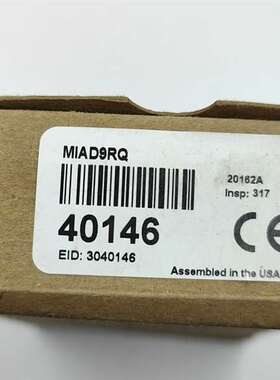 MIAD9RQ
20162A
Insp: 317
40146
CE
EID: 3040146
Assembled in the USA